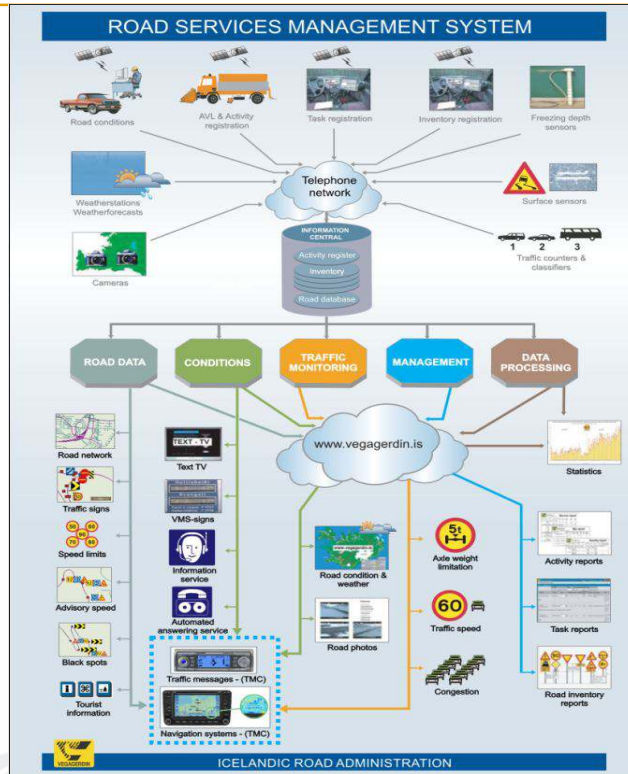 ROAD SERVICES MANAGEMENT SYSTEM
Road conditions
AVL & Activity
registration
Task registration
Inventory registration
Freezing depth
sensors
Telephone
network
Weatherstations
Weatherforecasts
Surface sensors
INFORMATION
CENTRAL
Activity register
Inventory
Road database
1 2 3
Traffic counters &
classifiers
Cameras
ROAD DATA
CONDITIONS
TRAFFIC
MONITORING
MANAGEMENT
DATA
PROCESSING
www.vegagerdin.is
Road network
TEXT - TV
Text TV
Statistics
Traffic signs
VMS-signs
50 60
90
70 80
Speed limits
Information
service
Road condition &
weather
5t
Axle weight
limitation
Activity reports
Advisory speed
Automated
answering service
Road photos
60
Traffic speed
Task reports
Black spots
Traffic messages - (TMC)
Congestion
Road inventory
reports
i
Tourist
information
Navigation systems - (TMC)
VEGAGERDIN
ICELANDIC ROAD ADMINISTRATION